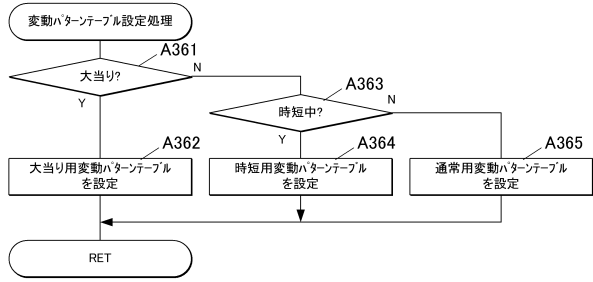 変動ﾊﾟﾀｰﾝﾃｰﾌﾞﾙ設定処理
A361
大当り?
N
Y
A363
時短中?
N
Y
A362
大当り用変動ﾊﾟﾀｰﾝﾃｰﾌﾞﾙ
を設定
A364
時短用変動ﾊﾟﾀｰﾝﾃｰﾌﾞﾙ
を設定
A365
通常用変動ﾊﾟﾀｰﾝﾃｰﾌﾞﾙ
を設定
RET